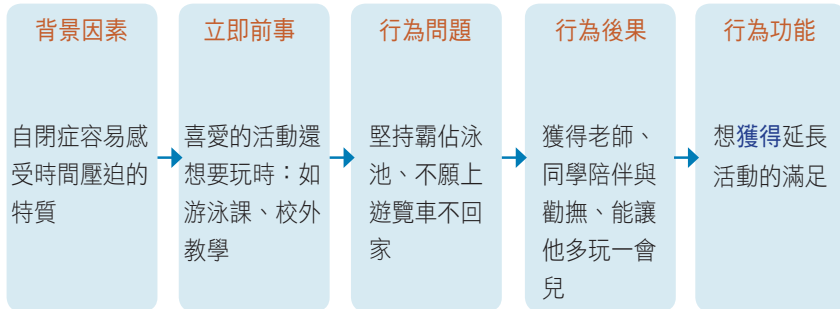 背景因素
自閉症容易感
受時間壓迫的
特質
立即前事
喜愛的活動還
想要玩時：如
游泳課、校外
教學
行為問題
堅持霸佔泳
池、不願上
遊覽車不回
家
行為後果
獲得老師、
同學陪伴與
勸撫、能讓
他多玩一會
兒
行為功能
想獲得延長
活動的滿足